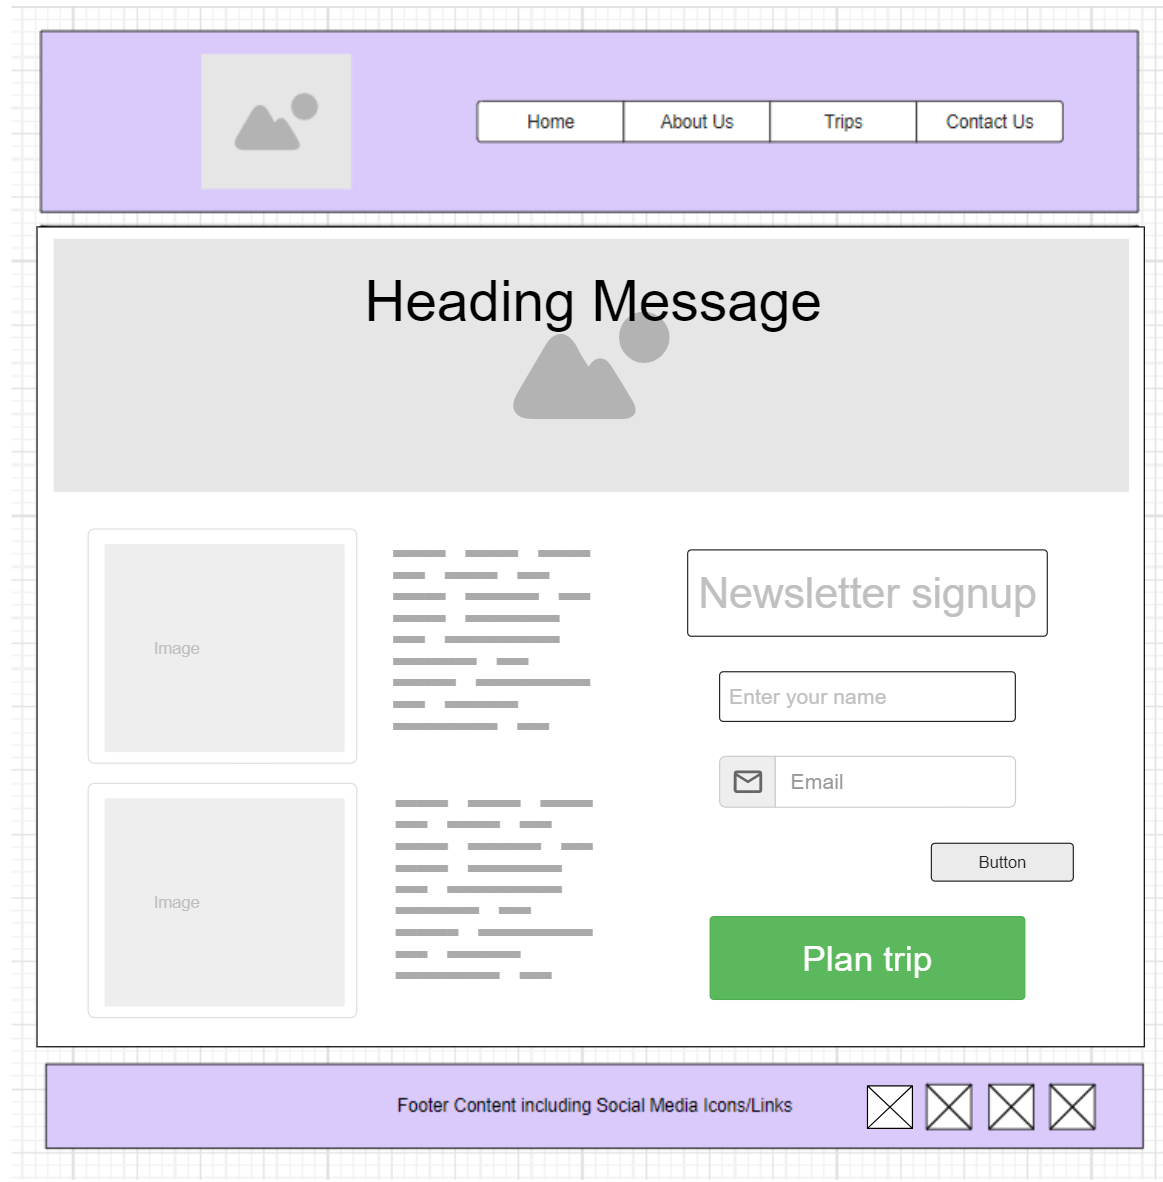 Home
About Us
Trips
Contact Us
Heading Message
Image
Newsletter signup
Enter your name
Email
Button
Image
Plan trip
Footer Content including Social Media Icons/Links